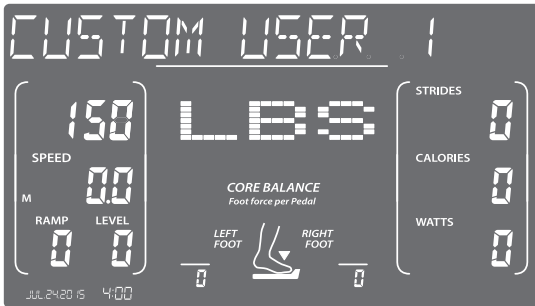 CUSTOM USER 1
150
LBS
STRIDES
0
SPEED
M 0.0
CALORIES
0
RAMP LEVEL
0 0
CORE BALANCE
Foot force per Pedal
LEFT FOOT
RIGHT FOOT
0 0
WATTS
0
JUL 24 2015 4:00